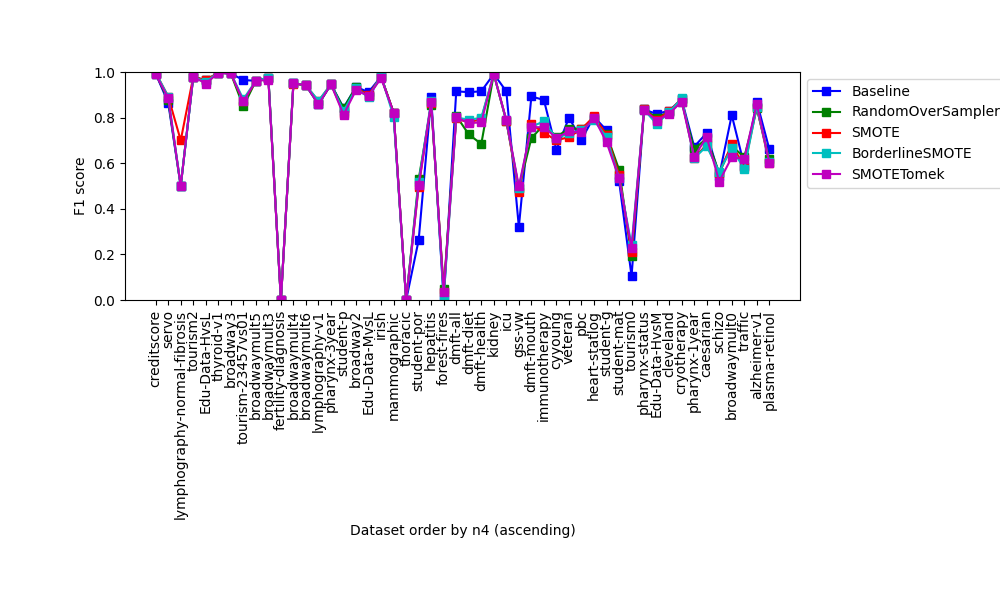 1.0
0.8
0.6
0.4
0.2
0.0
F1 score
Baseline
RandomOverSampler
SMOTE
BorderlineSMOTE
SMOTETomek
creditscore
servo
lymphography-normal-fibrosis
tourism2
Edu-Data-HvsL
thyroid-v1
broadway3
tourism-23457vs01
broadwaymult5
broadwaymult3
fertility-diagnosis
broadwaymult4
broadwaymult6
lymphography-v1
pharynx-3year
student-p
broadway2
Edu-Data-MvsL
irish
mammographic
thoracic
student-por
hepatitis
forest-fires
dmft-all
dmft-diet
dmft-health
kidney
icu
gss-vw
dmft-mouth
immunotherapy
cyyoung
veteran
pbc
heart-statlog
student-g
student-mat
tourism0
pharynx-status
Edu-Data-HvsM
cleveland
cryotherapy
pharynx-1year
caesarian
schizo
broadwaymult0
traffic
alzheimer-v1
plasma-retinol
Dataset order by n4 (ascending)